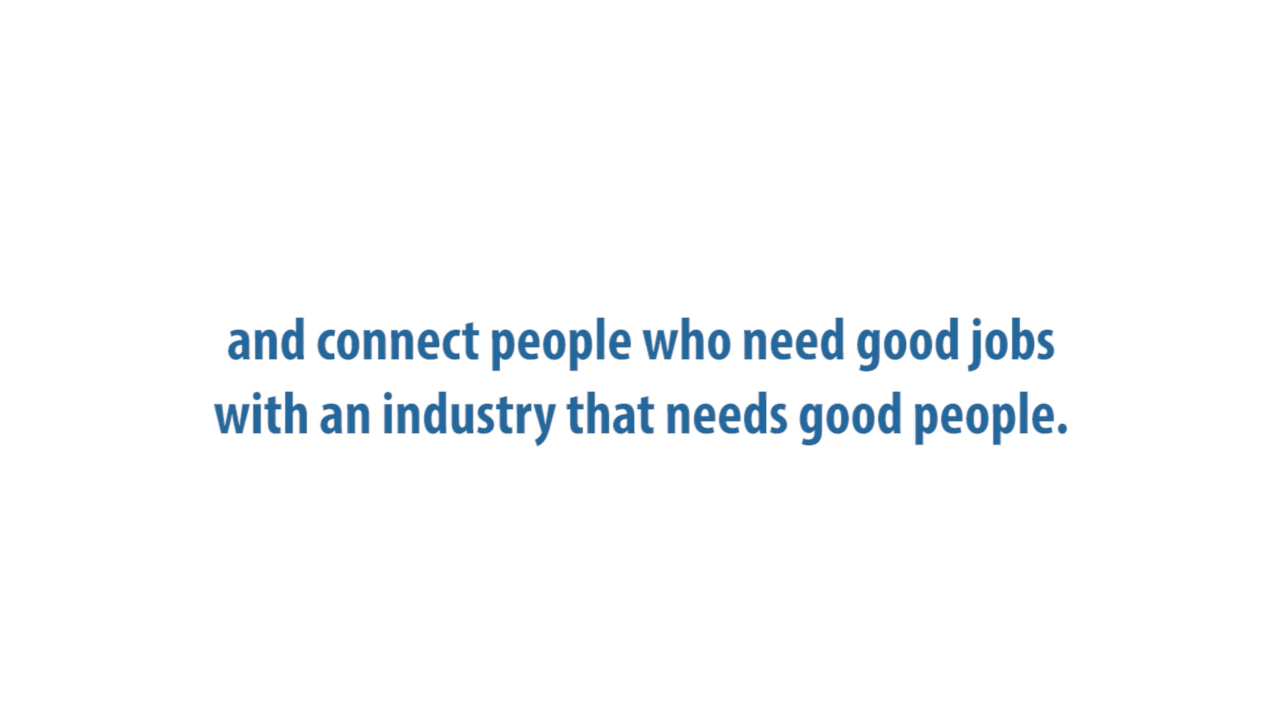 and connect people who need good jobs
with an industry that needs good people.